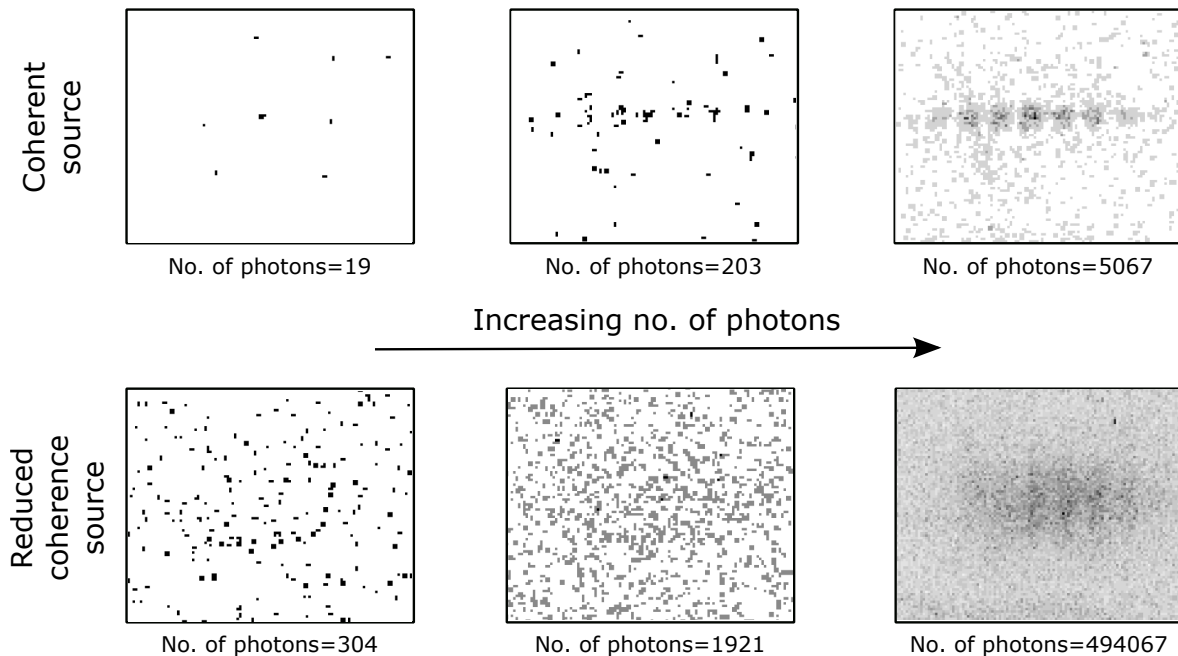 Coherent
source
No. of photons=19
No. of photons=203
No. of photons=5067
Increasing no. of photons
Reduced
coherence
source
No. of photons=304
No. of photons=1921
No. of photons=494067